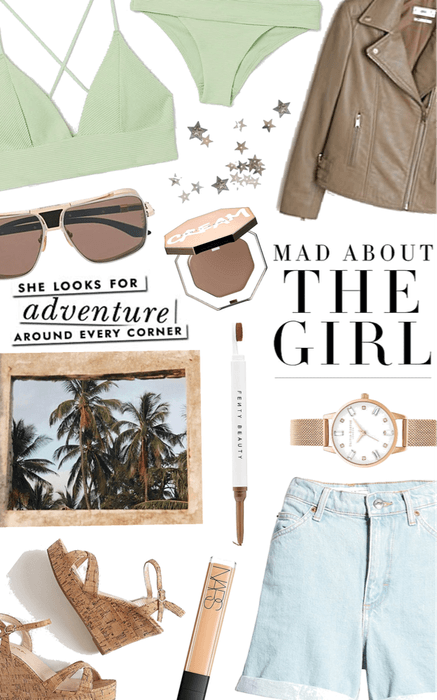 CREAM
SHE LOOKS FOR
adventure
AROUND EVERY CORNER
MAD ABOUT
THE
GIRL
FENTY BEAUTY
NARS